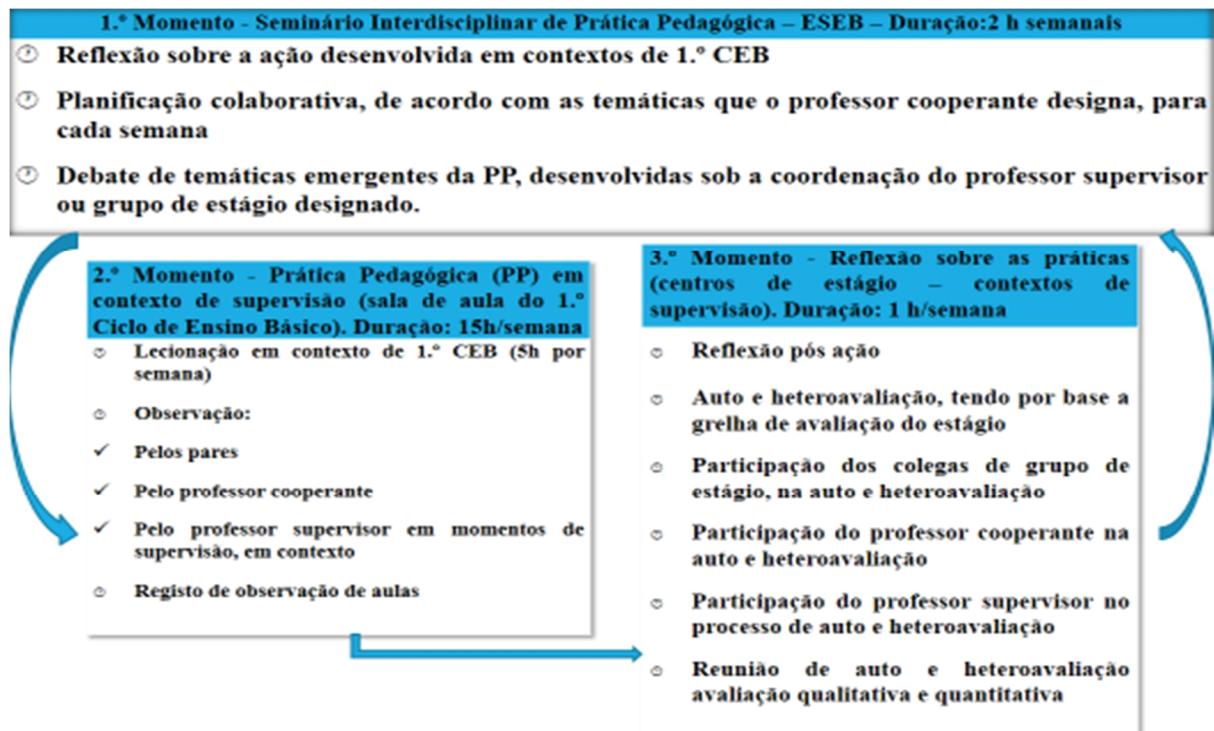 1.º Momento - Seminário Interdisciplinar de Prática Pedagógica – ESEB – Duração:2 h semanais
Reflexão sobre a ação desenvolvida em contextos de 1.º CEB
Planificação colaborativa, de acordo com as temáticas que o professor cooperante designa, para
cada semana
Debate de temáticas emergentes da PP, desenvolvidas sob a coordenação do professor supervisor
ou grupo de estágio designado.
2.º Momento - Prática Pedagógica (PP) em
contexto de supervisão (sala de aula do 1.º
Ciclo de Ensino Básico). Duração: 15h/semana
Lecionação em contexto de 1.º CEB (5h por
semana)
Observação:
✓ Pelos pares
✓ Pelo professor cooperante
✓ Pelo professor supervisor em momentos de
supervisão, em contexto
Registo de observação de aulas
3.º Momento - Reflexão sobre as práticas
(centros de estágio – contextos de
supervisão). Duração: 1 h/semana
Reflexão pós ação
Auto e heteroavaliação, tendo por base a
grelha de avaliação do estágio
Participação dos colegas de grupo de
estágio, na auto e heteroavaliação
Participação do professor cooperante na
auto e heteroavaliação
Participação do professor supervisor no
processo de auto e heteroavaliação
Reunião de auto e heteroavaliação
avaliação qualitativa e quantitativa